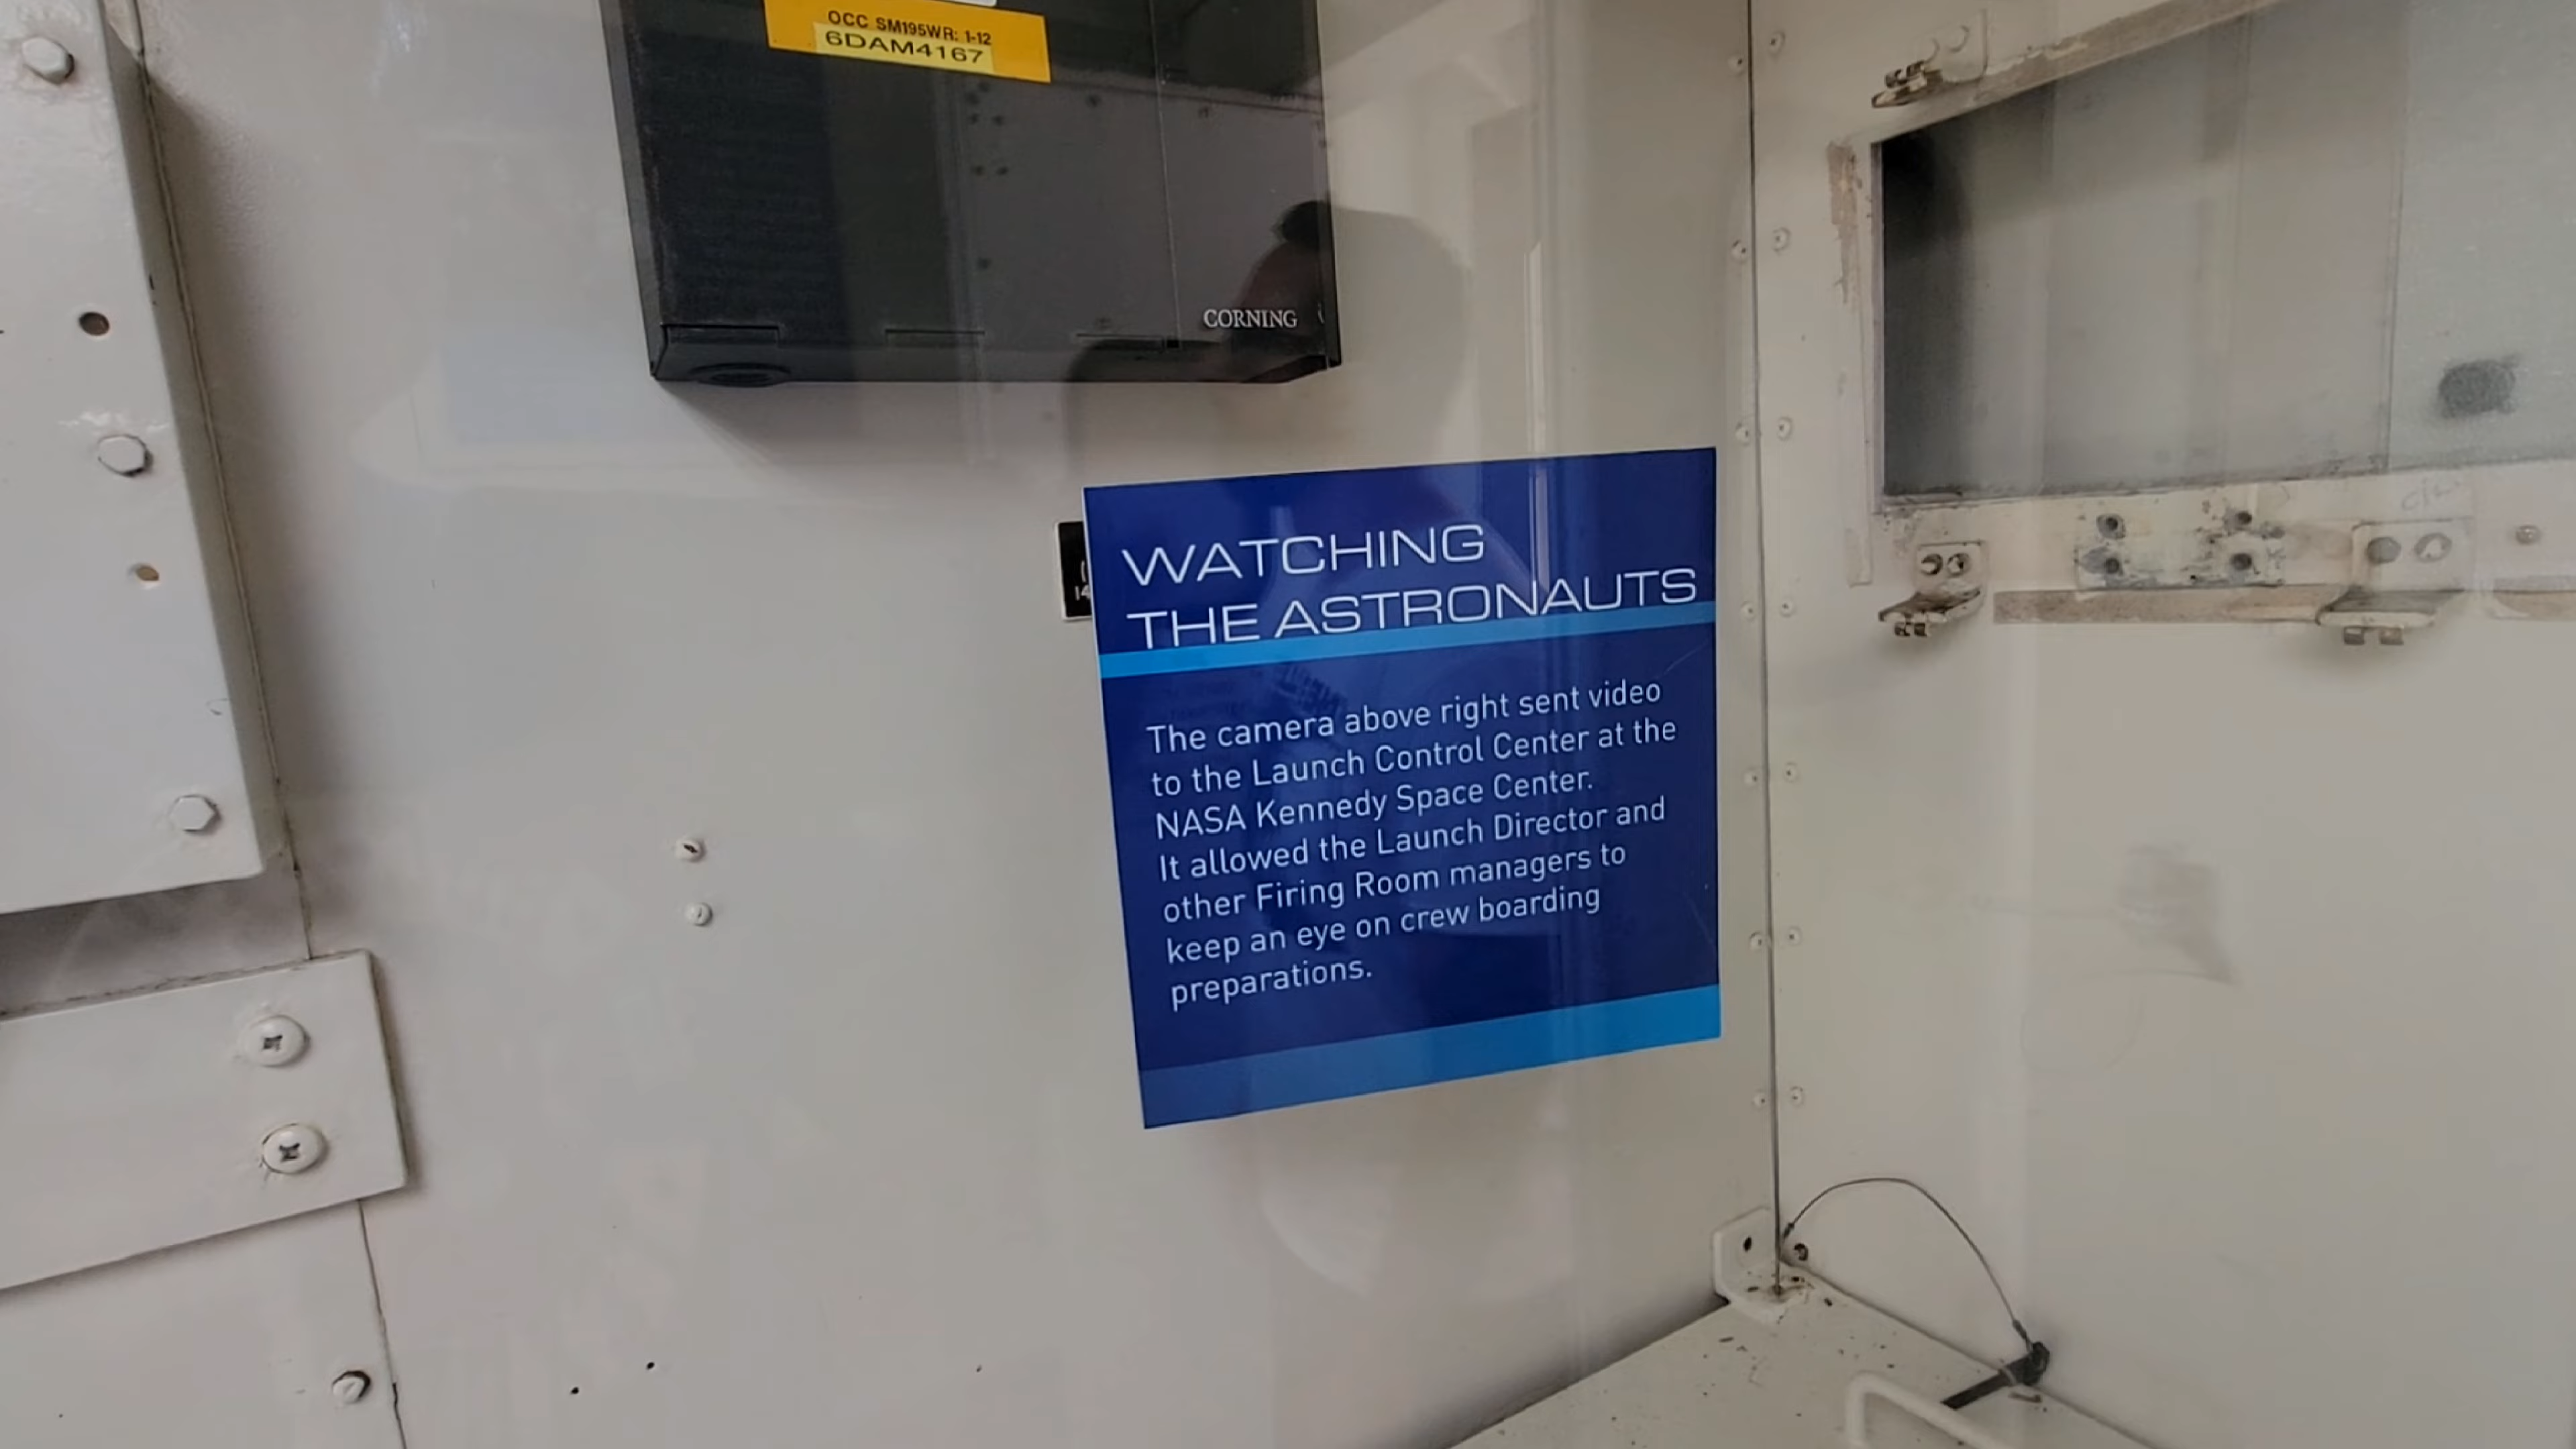 OCC SM195WR: 1-12
6DAM4167
CORNING
WATCHING
THE ASTRONAUTS
The camera above right sent video
to the Launch Control Center at the
NASA Kennedy Space Center.
It allowed the Launch Director and
other Firing Room managers to
keep an eye on crew boarding
preparations.